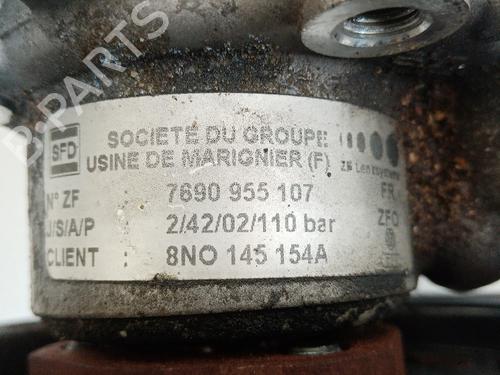 B-PARTS
SFD
SOCIETE DU GROUPE
USINE DE MARIGNIER (F)
ZF Lenksysteme
N° ZF 7690 955 107 FR
J/S/A/P 2/42/02/110 bar ZFO
CLIENT : 8NO 145 154A